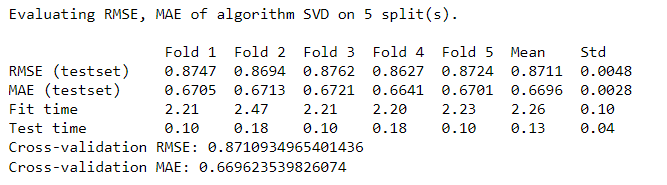 Evaluating RMSE, MAE of algorithm SVD on 5 split(s).

                  Fold 1  Fold 2  Fold 3  Fold 4  Fold 5  Mean    Std
RMSE (testset)    0.8747  0.8694  0.8762  0.8627  0.8724  0.8711  0.0048
MAE (testset)     0.6705  0.6713  0.6721  0.6641  0.6701  0.6696  0.0028
Fit time          2.21    2.47    2.21    2.20    2.23    2.26    0.10
Test time         0.10    0.18    0.10    0.18    0.10    0.13    0.04
Cross-validation RMSE: 0.8710934965401436
Cross-validation MAE: 0.669623539826074